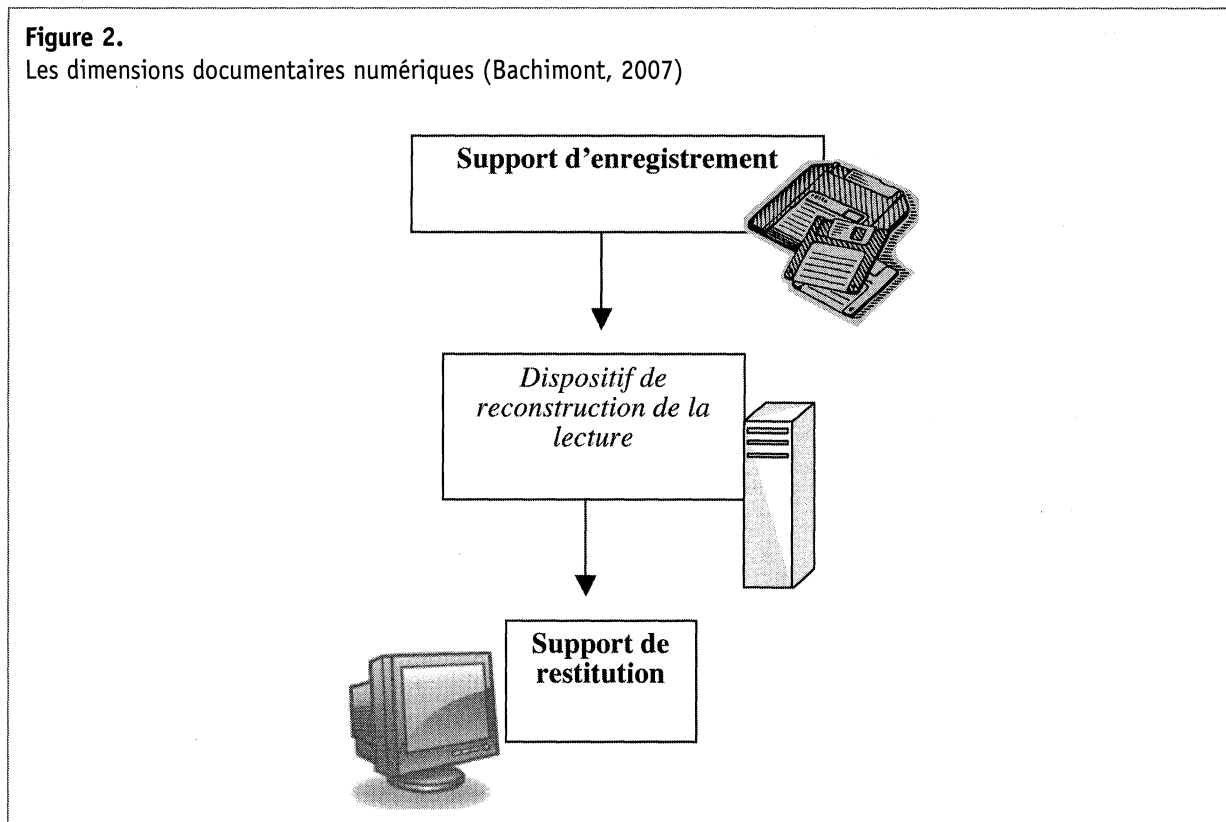 Figure 2.
Les dimensions documentaires numériques (Bachimont, 2007)
Support d'enregistrement
Dispositif de
reconstruction de la
lecture
Support de
restitution